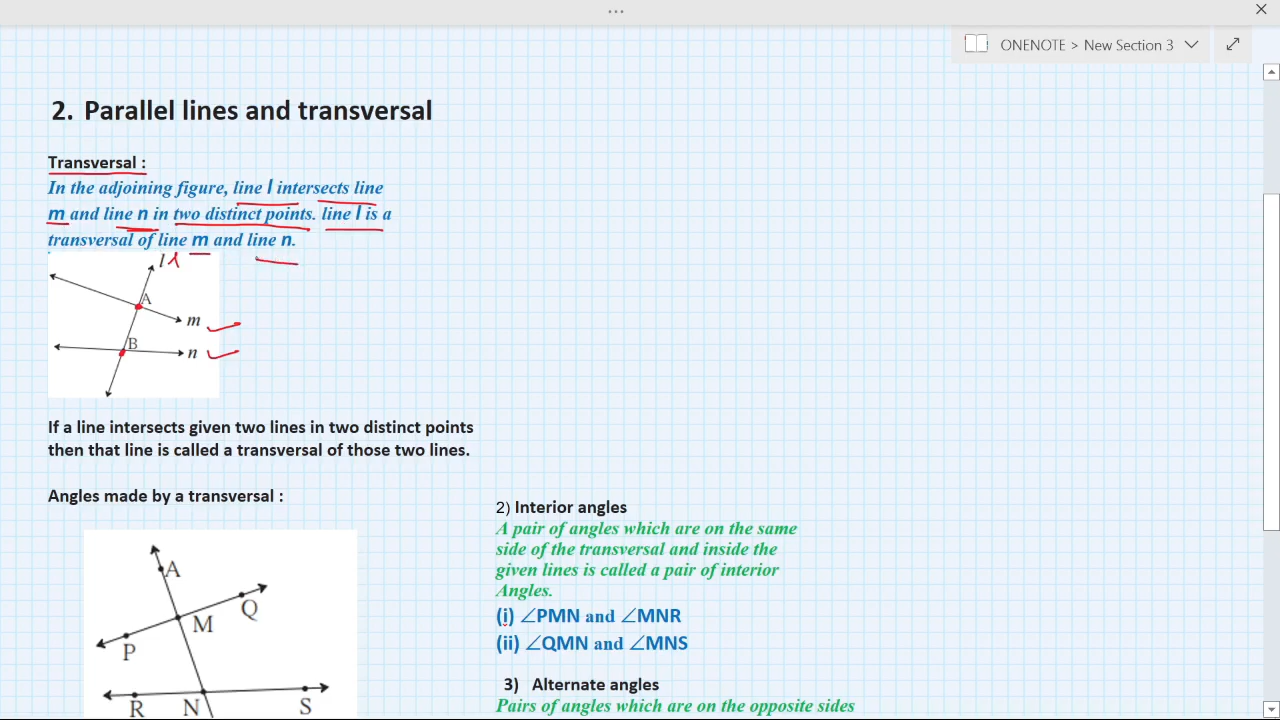 ONENOTE > New Section 3
2. Parallel lines and transversal
Transversal :
In the adjoining figure, line l intersects line
m and line n in two distinct points. line l is a
transversal of line m and line n.
l
A
m
B
n
If a line intersects given two lines in two distinct points
then that line is called a transversal of those two lines.
Angles made by a transversal :
A
Q
M
P
R N S
2) Interior angles
A pair of angles which are on the same
side of the transversal and inside the
given lines is called a pair of interior
Angles.
(i) ∠PMN and ∠MNR
(ii) ∠QMN and ∠MNS
3) Alternate angles
Pairs of angles which are on the opposite sides